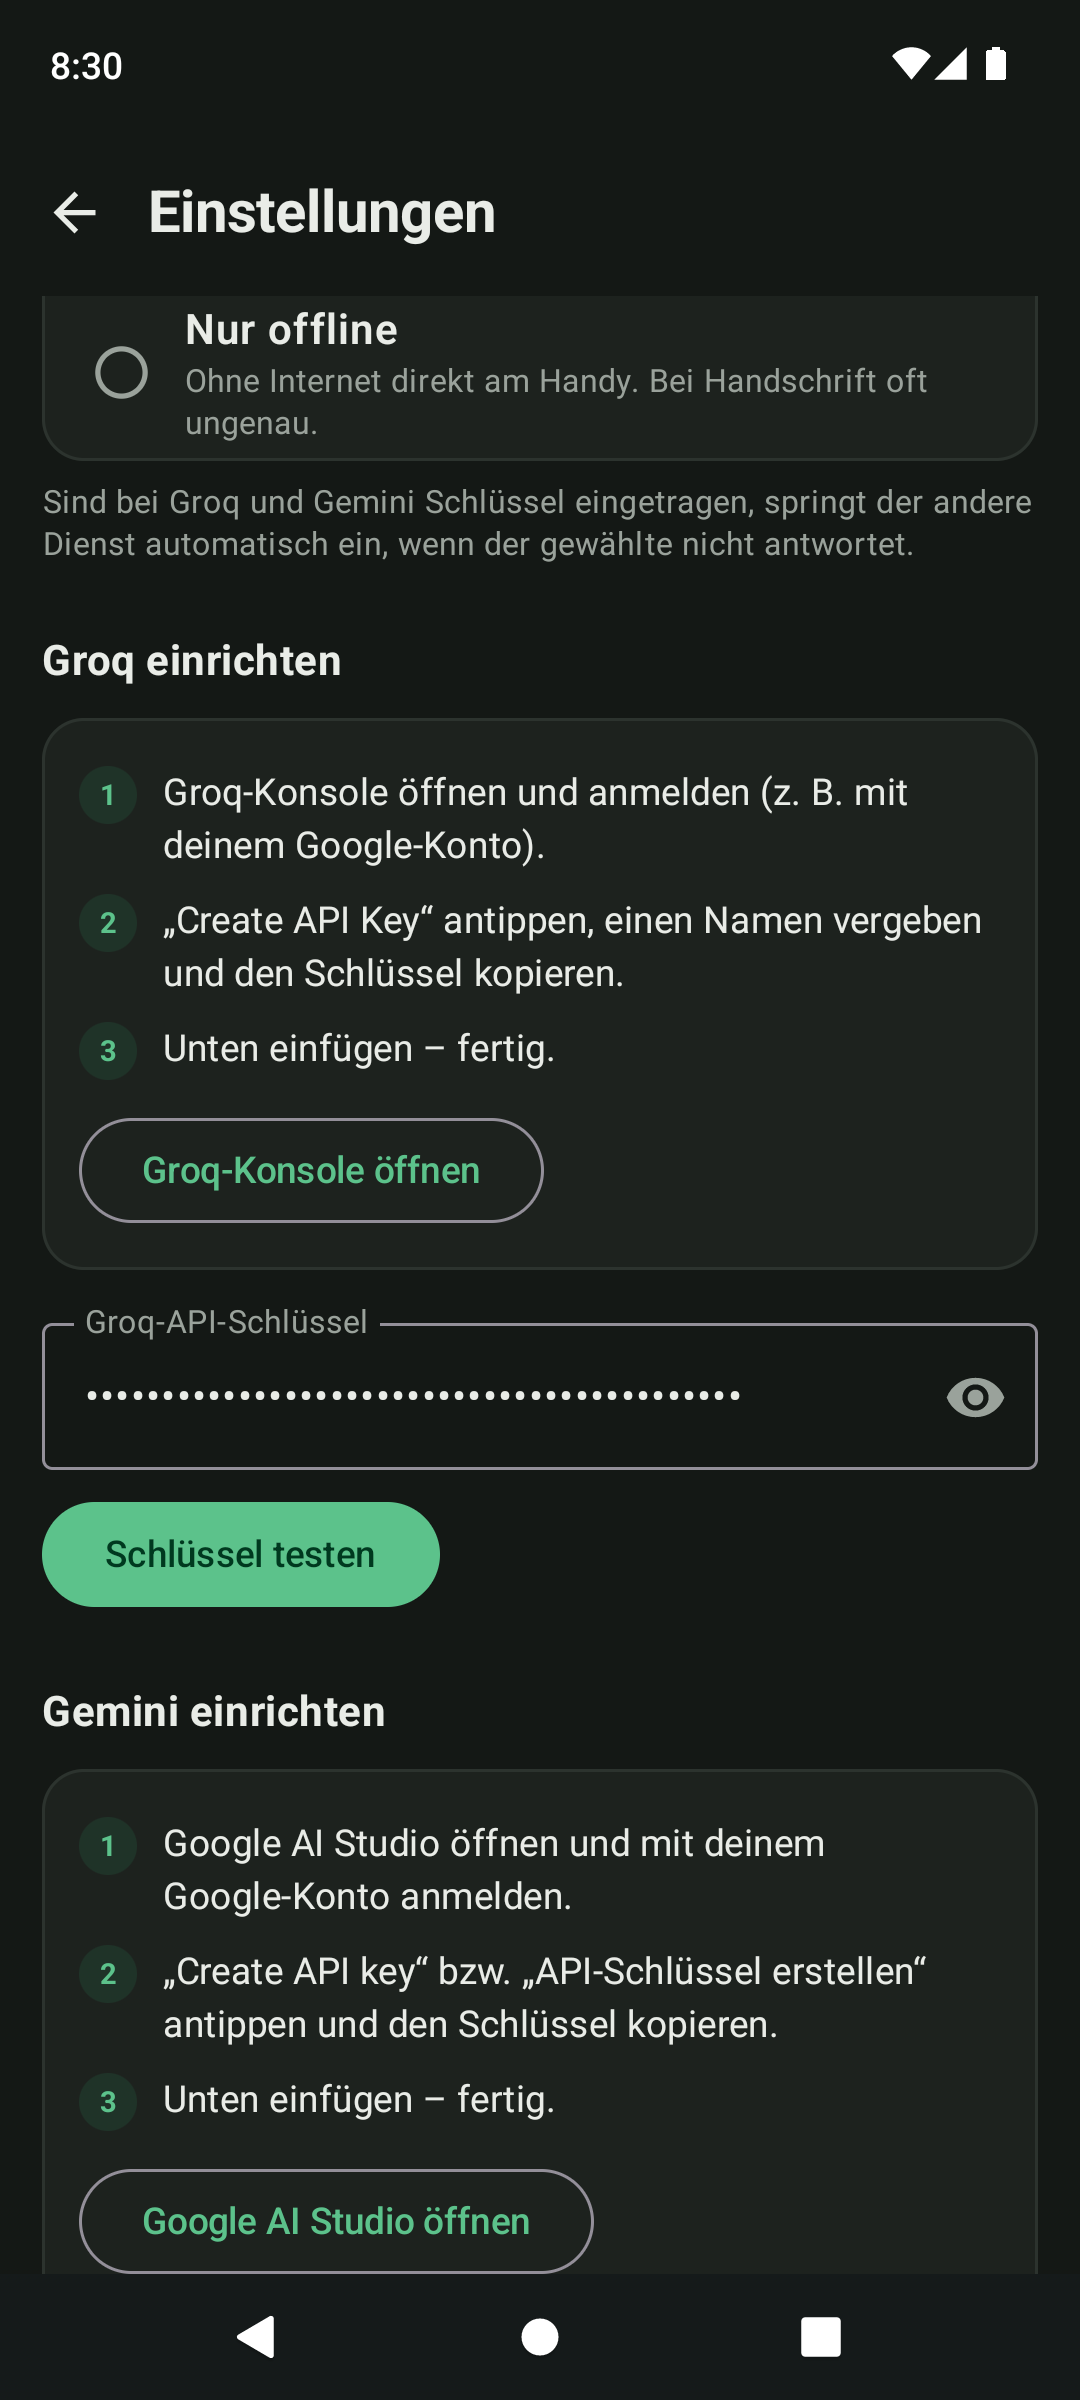 8:30
Einstellungen
Nur offline
Ohne Internet direkt am Handy. Bei Handschrift oft
ungenau.
Sind bei Groq und Gemini Schlüssel eingetragen, springt der andere
Dienst automatisch ein, wenn der gewählte nicht antwortet.
Groq einrichten
1 Groq-Konsole öffnen und anmelden (z. B. mit
deinem Google-Konto).
2 „Create API Key“ antippen, einen Namen vergeben
und den Schlüssel kopieren.
3 Unten einfügen – fertig.
Groq-Konsole öffnen
Groq-API-Schlüssel
•••••••••••••••••••••••••••••••••••••••••••
Schlüssel testen
Gemini einrichten
1 Google AI Studio öffnen und mit deinem
Google-Konto anmelden.
2 „Create API key“ bzw. „API-Schlüssel erstellen“
antippen und den Schlüssel kopieren.
3 Unten einfügen – fertig.
Google AI Studio öffnen